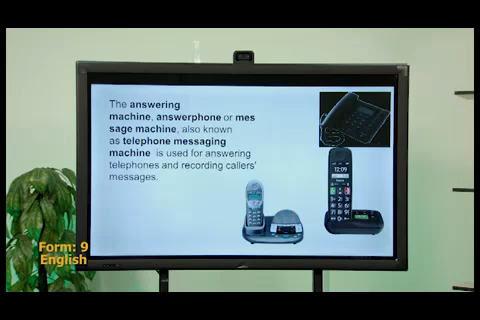 The answering
machine, answerphone or mes
sage machine, also known
as telephone messaging
machine is used for answering
telephones and recording callers'
messages.
12:09
Form: 9
English